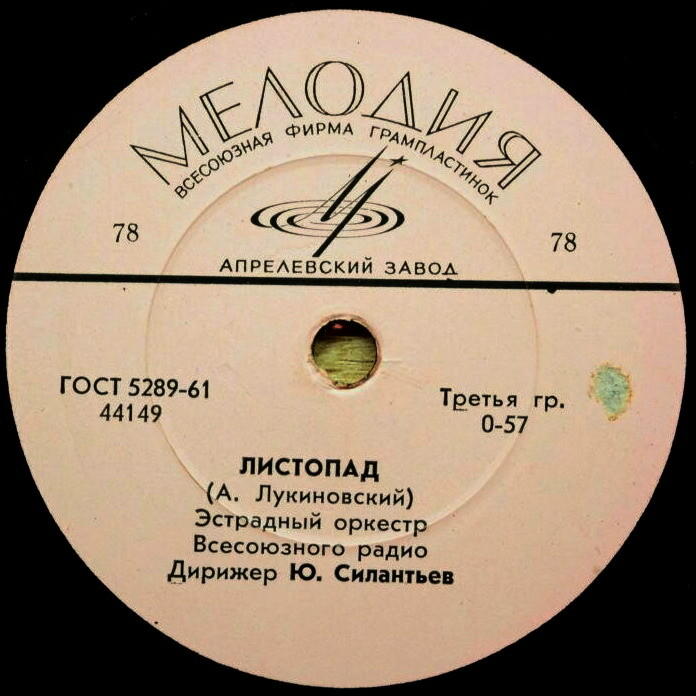 МЕЛОДИЯ
ВСЕСОЮЗНАЯ ФИРМА ГРАМПЛАСТИНОК
78
78
АПРЕЛЕВСКИЙ ЗАВОД
ГОСТ 5289-61
44149
Третья гр.
0-57
ЛИСТОПАД
(А. Лукиновский)
Эстрадный оркестр
Всесоюзного радио
Дирижер Ю. Силантьев